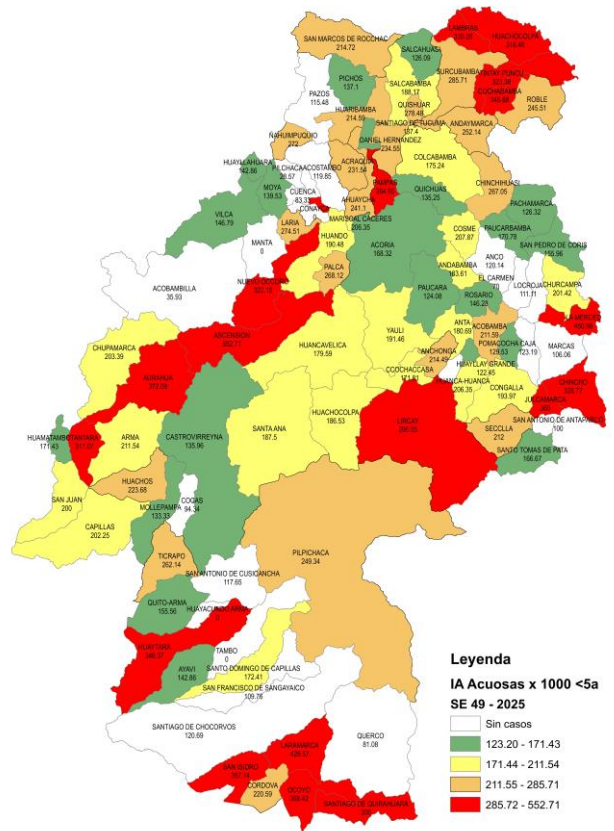 SAN MARCOS DE ROCCHAC
214.72
SALCAHUASI
126.09
PICHOS
137.1
PAZOS
115.48
SALCABAMBA
188.17
SURCUBAMBA
285.71
HUACHOCOLPA
ROBLE
245.51
QUISHUAR
278.48
HUARIBAMBA
214.59
ANDAYMARCA
252.14
DANIEL HERNANDEZ
234.55
ÑAHUIMPUQUIO
272
ACRAQUIA
231.54
COLCABAMBA
175.24
HUAYLLAHUARA
142.86
PILCHACA
28.57
ACOSTAMBO
119.85
PAMPAS
CHINCHIHUASI
267.05
MOYA
139.53
CUENCA
83.33
AHUAYCHA
241.1
QUICHUAS
135.25
PACHAMARCA
126.32
VILCA
146.79
MARISCAL CACERES
206.35
PAUCARBAMBA
170.79
LARIA
274.51
HUANDO
190.48
ACORIA
168.32
COSME
207.87
SAN PEDRO DE CORIS
155.96
MANTA
0
PALCA
268.12
ANCO
120.14
ANDABAMBA
183.61
EL CARMEN
70
ACOBAMBILLA
35.93
NUEVO OCCORO
PAUCARA
124.08
ROSARIO
146.28
LOCROJA
111.11
CHURCAMPA
201.42
LA MERCED
CHUPAMARCA
203.39
ASCENSION
HUANCAVELICA
179.59
YAULI
191.46
ANTA
180.69
ACOBAMBA
211.59
POMACOCHA
129.53
CAJA
123.19
MARCAS
106.06
ANCHONGA
214.49
AURAHUA
CCOCHACCASA
HUAYLLAY GRANDE
122.45
HUANCA-HUANCA
206.35
CONGALLA
193.97
CHINCHO
JULCAMARCA
SAN ANTONIO DE ANTAPARCO
100
HUAMATAMBO
171.43
TANTARA
ARMA
211.54
CASTROVIRREYNA
135.96
SANTA ANA
187.5
HUACHOCOLPA
186.53
LIRCAY
SECCLLA
212
SANTO TOMAS DE PATA
166.67
HUACHOS
223.68
SAN JUAN
200
COCAS
94.34
CAPILLAS
202.25
MOLLEPAMPA
133.33
TICRAPO
262.14
PILPICHACA
249.34
SAN ANTONIO DE CUSICANCHA
117.65
QUITO-ARMA
155.56
HUAYACUNDO ARMA
HUAYTARA
TAMBO
0
AYAVI
142.86
SANTO DOMINGO DE CAPILLAS
172.41
SAN FRANCISCO DE SANGAYAICO
109.76
SANTIAGO DE CHOCORVOS
120.69
QUERCO
81.08
LARAMARCA
SAN ISIDRO
CORDOVA
220.59
OCOYO
SANTIAGO DE QUIRAHUARA
Leyenda
IA Acuosas x 1000 <5a
SE 49 - 2025
Sin casos
123.20 - 171.43
171.44 - 211.54
211.55 - 285.71
285.72 - 552.71